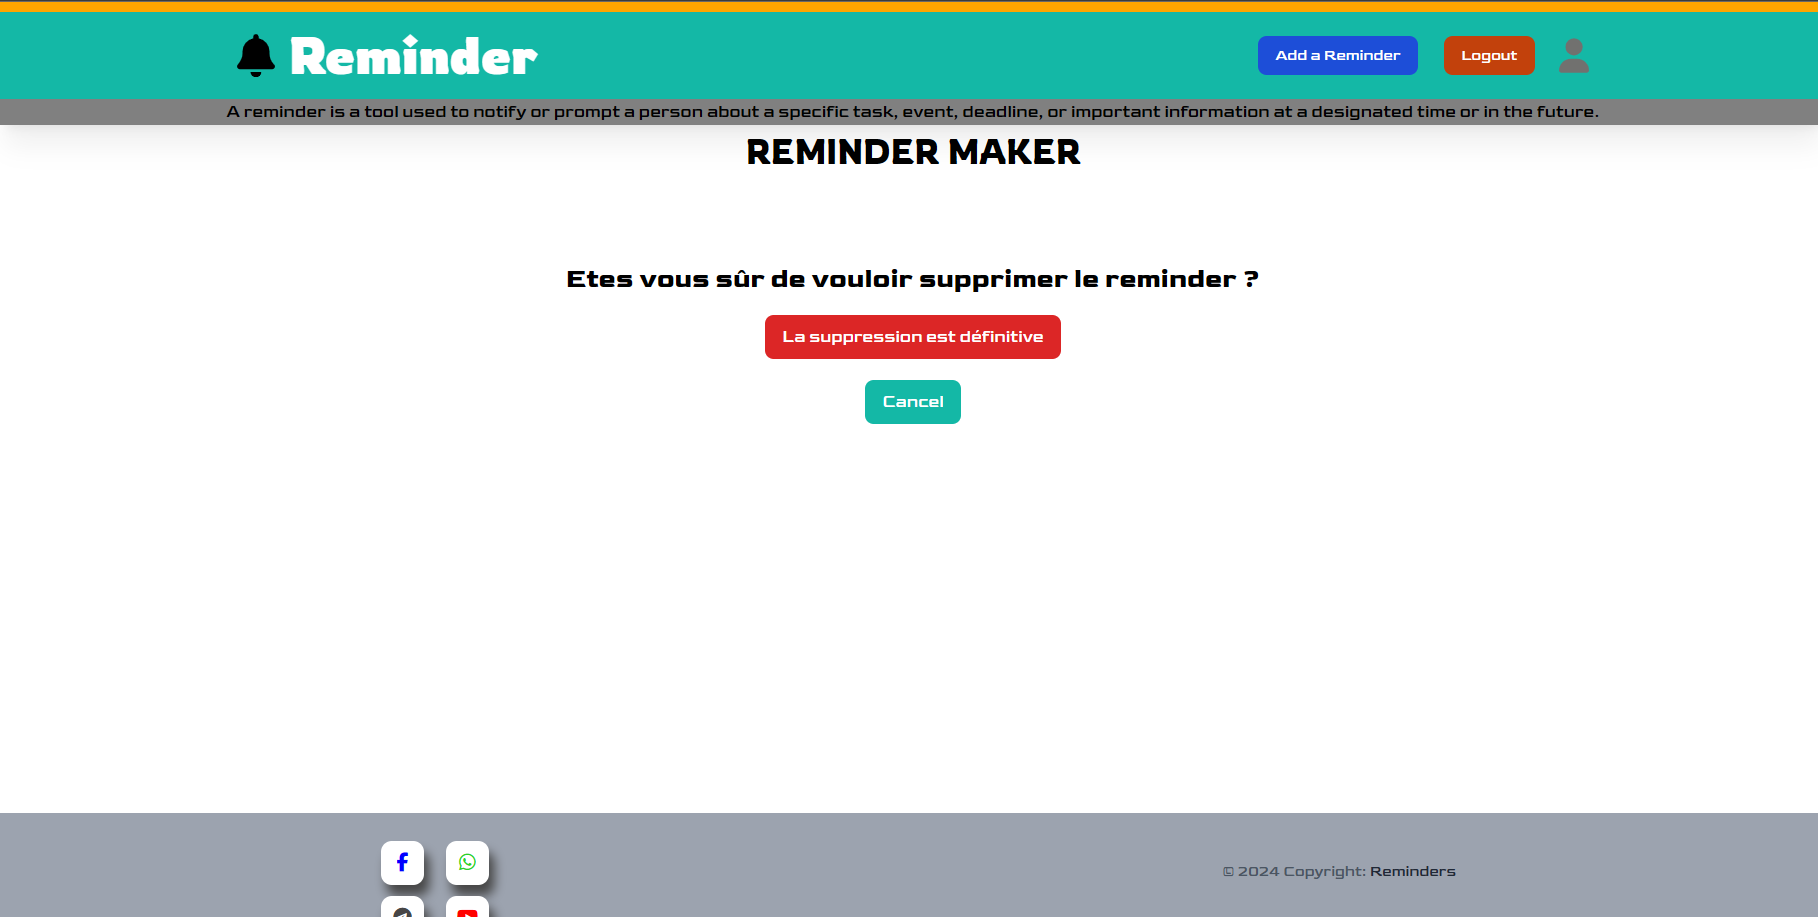 Reminder
Add a Reminder
Logout
A reminder is a tool used to notify or prompt a person about a specific task, event, deadline, or important information at a designated time or in the future.
REMINDER MAKER
Etes vous sûr de vouloir supprimer le reminder ?
La suppression est définitive
Cancel
© 2024 Copyright: Reminders